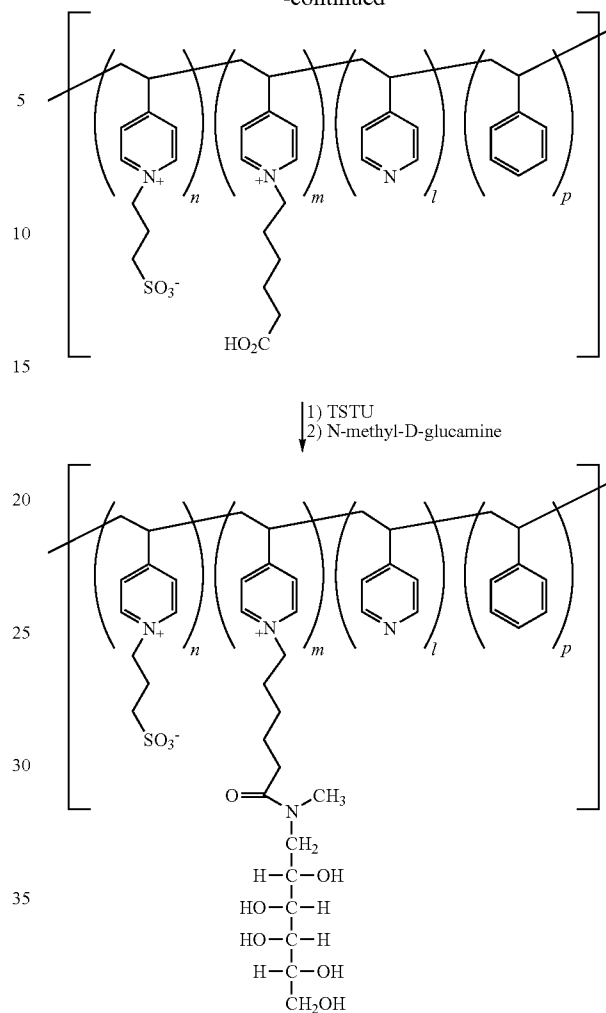 -continued
5
N+ n +N m N l p
10
SO3-
HO2C
15
1) TSTU
2) N-methyl-D-glucamine
20
25
N+ n +N m N l p
SO3-
30
O N CH3
CH2
35
H-C-OH
HO-C-H
HO-C-H
H-C-OH
CH2OH